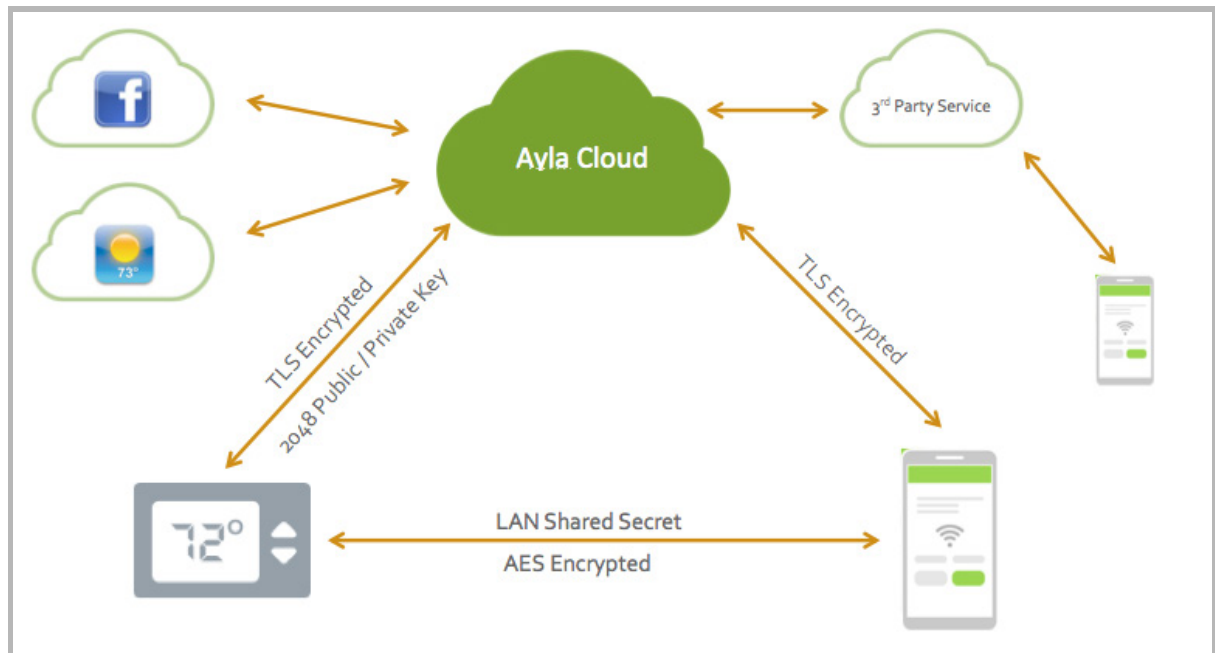 f
Ayla Cloud
3rd Party Service
73°
TLS Encrypted
2048 Public / Private Key
TLS Encrypted
72°
LAN Shared Secret
AES Encrypted